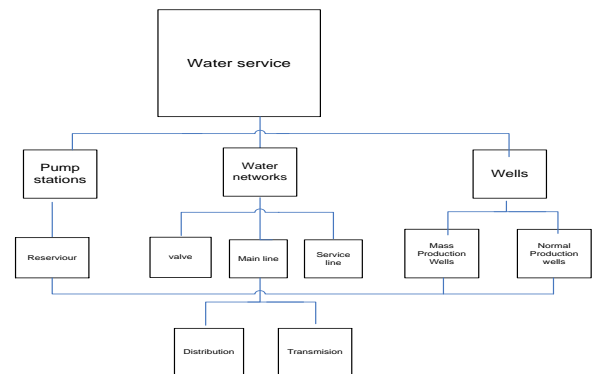 Water service
Pump
stations
Water
networks
Wells
Reserviour
valve
Main line
Service
line
Mass
Production
Wells
Normal
Production
wells
Distribution
Transmision